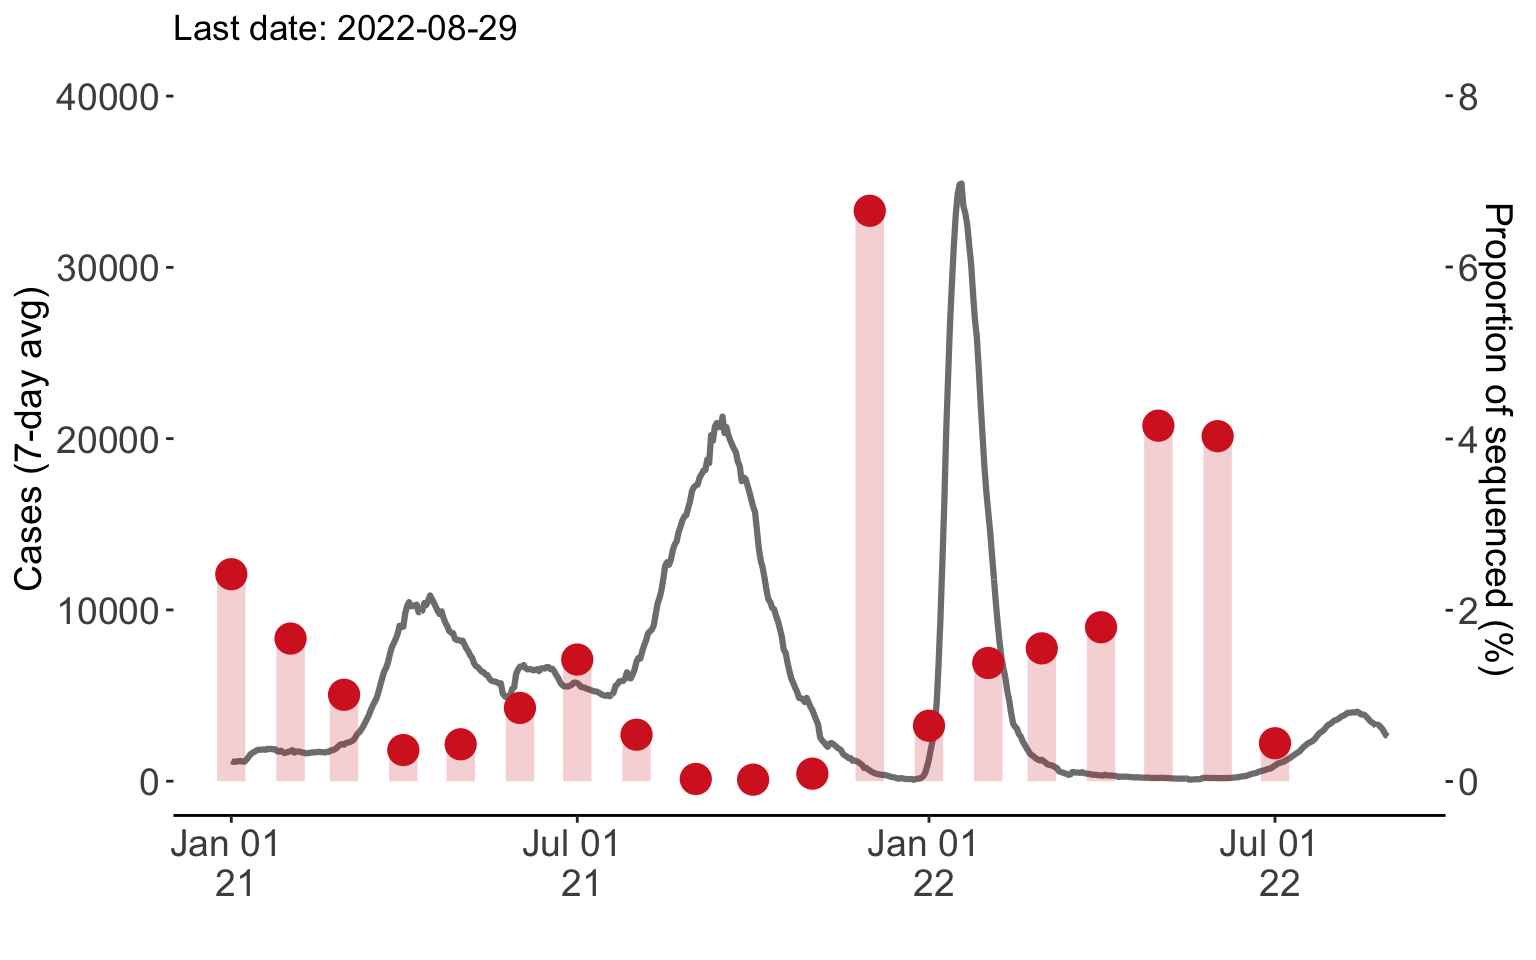 Last date: 2022-08-29
Cases (7-day avg)
40000
30000
20000
10000
0
8
6
4
2
0
Proportion of sequenced (%)
Jan 01
21
Jul 01
21
Jan 01
22
Jul 01
22